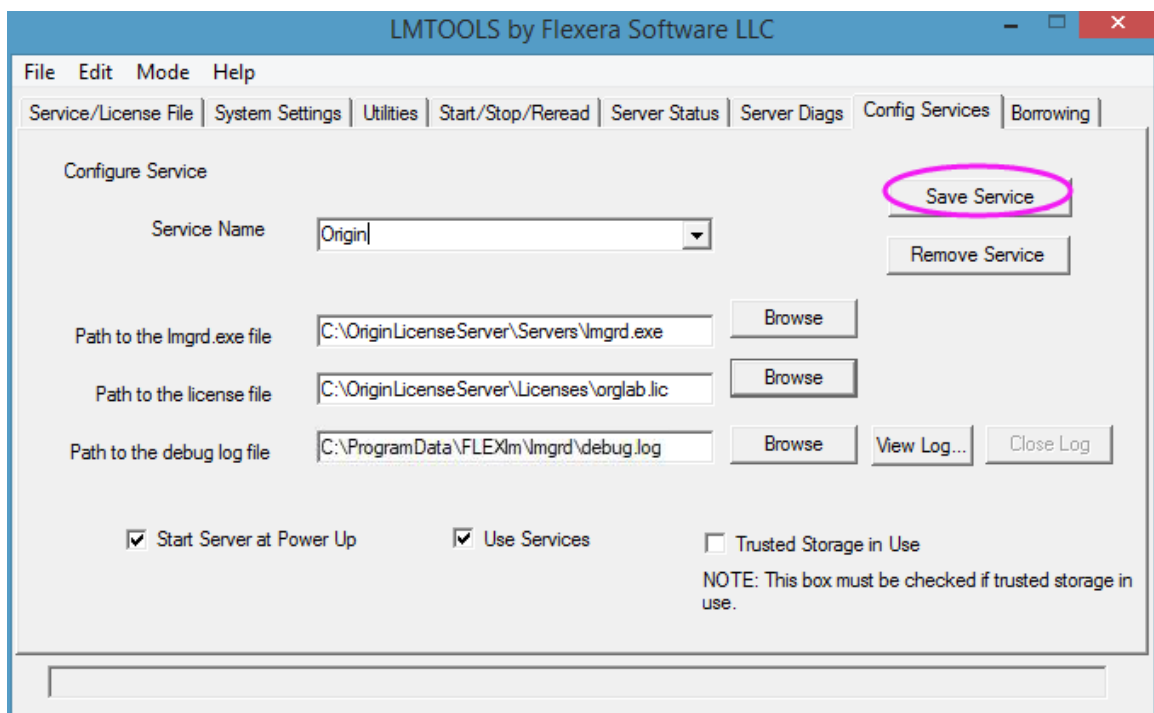 LMTOOLS by Flexera Software LLC
File Edit Mode Help
Service/License File System Settings Utilities Start/Stop/Reread Server Status Server Diags Config Services Borrowing
Configure Service
Save Service
Service Name Origin
Remove Service
Path to the lmgrd.exe file C:\OriginLicenseServer\Servers\lmgrd.exe Browse
Path to the license file C:\OriginLicenseServer\Licenses\orglab.lic Browse
Path to the debug log file C:\ProgramData\FLEXlm\lmgrd\debug.log Browse View Log... Close Log
Start Server at Power Up Use Services Trusted Storage in Use
NOTE: This box must be checked if trusted storage in
use.